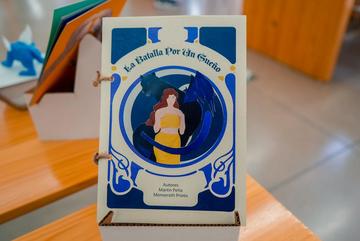 La Batalla Por Un Sueño
Autores
Martín Peña
Monserrath Prieto